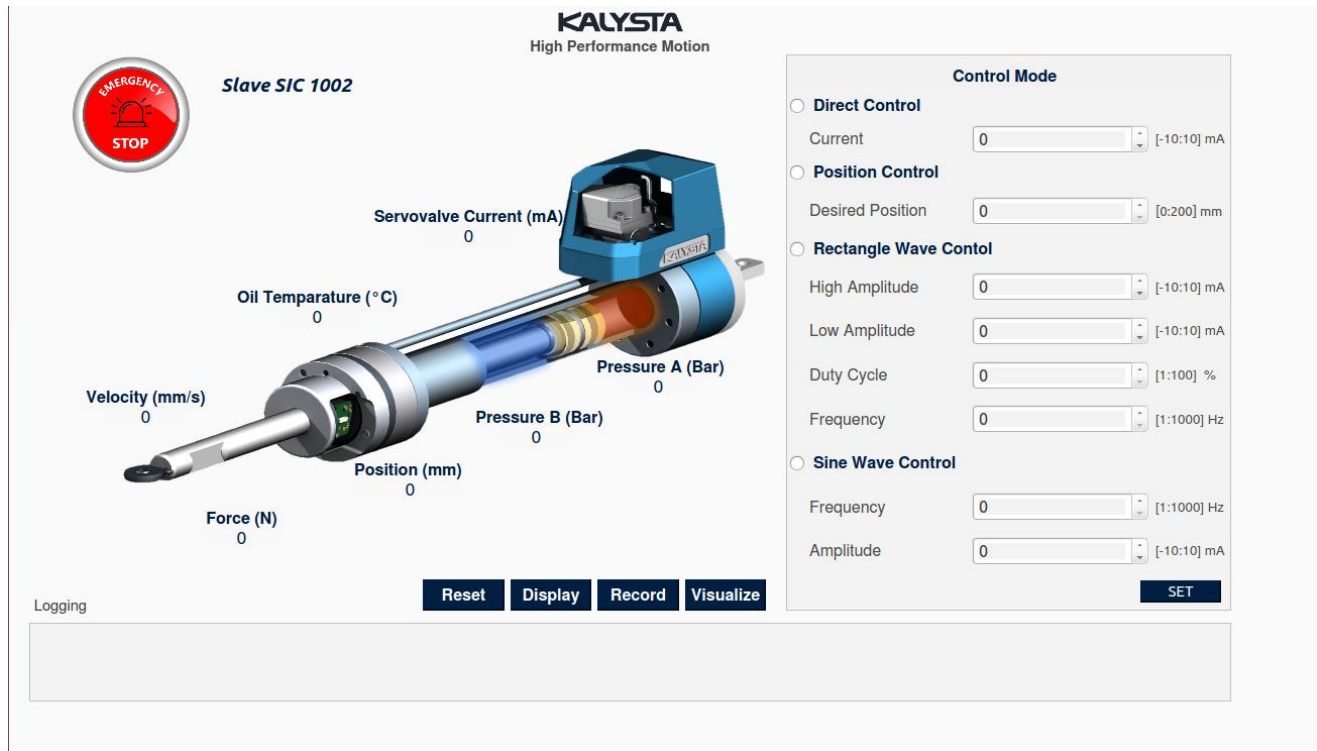 KALYSTA
High Performance Motion
EMERGENCY
STOP
Slave SIC 1002
Servovalve Current (mA)
0
KALYSTA
Oil Temparature (°C)
0
Pressure A (Bar)
0
Velocity (mm/s)
0
Pressure B (Bar)
0
Position (mm)
0
Force (N)
0
Control Mode
Direct Control
Current 0 [-10:10] mA
Position Control
Desired Position 0 [0:200] mm
Rectangle Wave Contol
High Amplitude 0 [-10:10] mA
Low Amplitude 0 [-10:10] mA
Duty Cycle 0 [1:100] %
Frequency 0 [1:1000] Hz
Sine Wave Control
Frequency 0 [1:1000] Hz
Amplitude 0 [-10:10] mA
SET
Reset Display Record Visualize
Logging